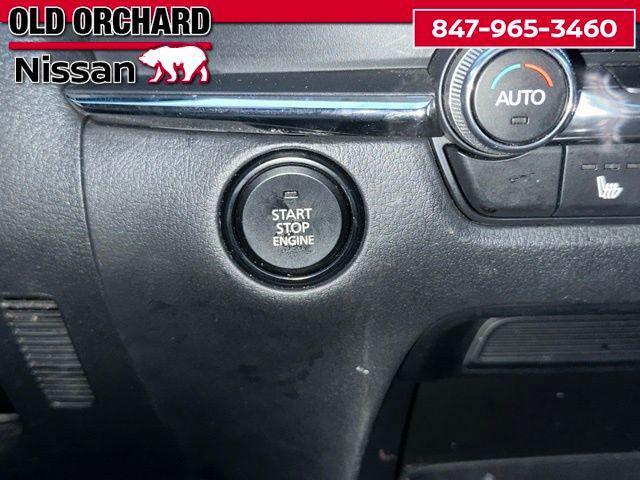 OLD ORCHARD
Nissan
847-965-3460
AUTO
START
STOP
ENGINE